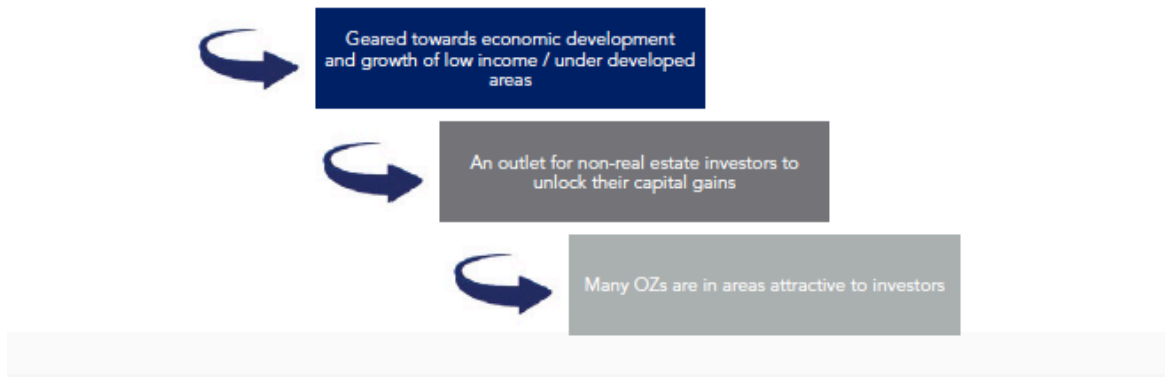 Geared towards economic development
and growth of low income / under developed
areas
An outlet for non-real estate investors to
unlock their capital gains
Many OZs are in areas attractive to investors